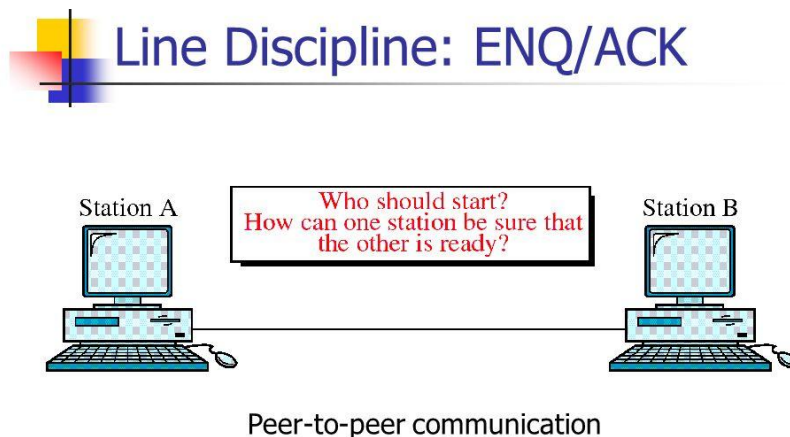 Line Discipline: ENQ/ACK
Station A
Who should start?
How can one station be sure that
the other is ready?
Station B
Peer-to-peer communication